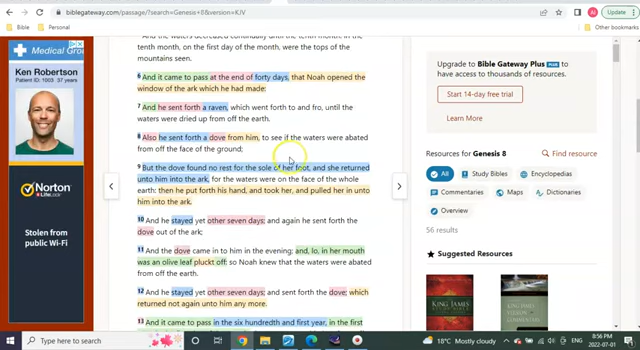 biblegateway.com/passage/?search=Genesis+8&version=KJV
Update
Bible
Personal
Medical Gro
Ken Robertson
Patient ID: 1003 57 years
Norton
LifeLock
Stolen from
public Wi-Fi
tenth month, on the first day of the month, were the tops of the
mountains seen.
6 And it came to pass at the end of forty days, that Noah opened the
window of the ark which he had made:
7 And he sent forth a raven, which went forth to and fro, until the
waters were dried up from off the earth.
8 Also he sent forth a dove from him, to see if the waters were abated
from off the face of the ground;
9 But the dove found no rest for the sole of her foot, and she returned
unto him into the ark, for the waters were on the face of the whole
earth: then he put forth his hand, and took her, and pulled her in unto
him into the ark.
10 And he stayed yet other seven days; and again he sent forth the
dove out of the ark;
11 And the dove came in to him in the evening; and, lo, in her mouth
was an olive leaf pluckt off: so Noah knew that the waters were abated
from off the earth.
12 And he stayed yet other seven days; and sent forth the dove; which
returned not again unto him any more.
13 And it came to pass in the six hundredth and first year, in the first
Upgrade to Bible Gateway Plus PLUS to
have access to thousands of resources.
Start 14-day free trial
Learn More
Resources for Genesis 8
Find resource
All
Study Bibles
Encyclopedias
Commentaries
Maps
Dictionaries
Overview
56 results
Suggested Resources
KING JAMES
STUDY BIBLE
KING JAMES
Type here to search
18°C Mostly cloudy
ENG
8:56 PM
2022-07-01